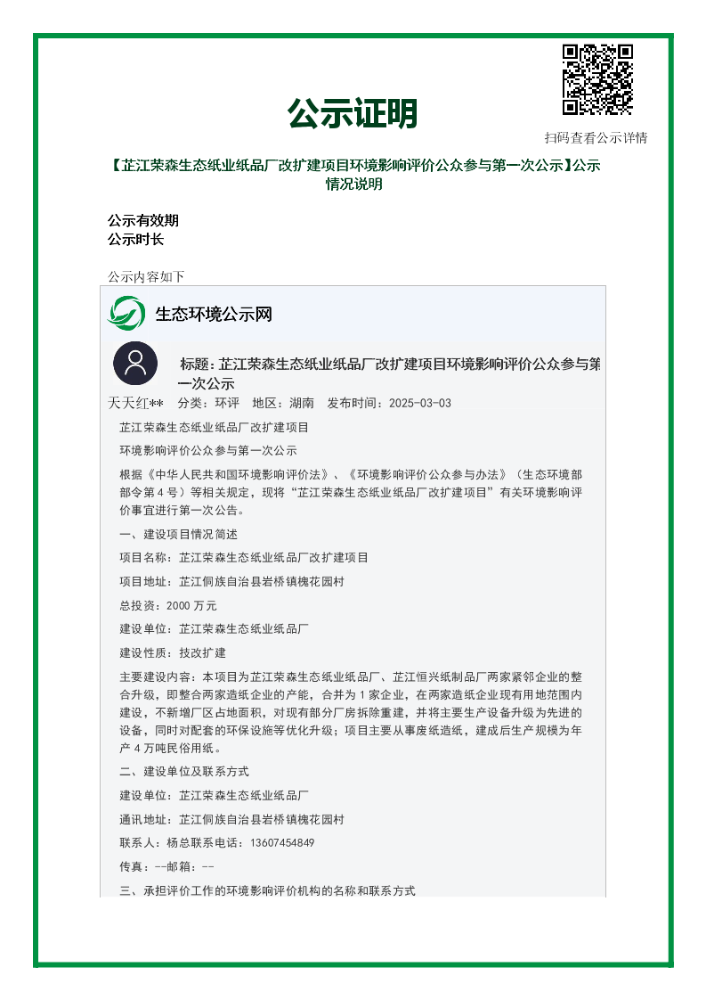 扫码查看公示详情
公示证明
【芷江荣森生态纸业纸品厂改扩建项目环境影响评价公众参与第一次公示】公示
情况说明
公示有效期
公示时长
公示内容如下
生态环境公示网
标题：芷江荣森生态纸业纸品厂改扩建项目环境影响评价公众参与第
一次公示
天天红** 分类：环评 地区：湖南 发布时间：2025-03-03
芷江荣森生态纸业纸品厂改扩建项目
环境影响评价公众参与第一次公示
根据《中华人民共和国环境影响评价法》、《环境影响评价公众参与办法》（生态环境部
部令第 4 号）等相关规定，现将“芷江荣森生态纸业纸品厂改扩建项目”有关环境影响评
价事宜进行第一次公告。
一、建设项目情况简述
项目名称：芷江荣森生态纸业纸品厂改扩建项目
项目地址：芷江侗族自治县岩桥镇槐花园村
总投资：2000 万元
建设单位：芷江荣森生态纸业纸品厂
建设性质：技改扩建
主要建设内容：本项目为芷江荣森生态纸业纸品厂、芷江恒兴纸制品厂两家紧邻企业的整
合升级，即整合两家造纸企业的产能，合并为 1 家企业，在两家造纸企业现有用地范围内
建设，不新增厂区占地面积，对现有部分厂房拆除重建，并将主要生产设备升级为先进的
设备，同时对配套的环保设施等优化升级；项目主要从事废纸造纸，建成后生产规模为年
产 4 万吨民俗用纸。
二、建设单位及联系方式
建设单位：芷江荣森生态纸业纸品厂
通讯地址：芷江侗族自治县岩桥镇槐花园村
联系人：杨总联系电话：13607454849
传真：--邮箱：--
三、承担评价工作的环境影响评价机构的名称和联系方式